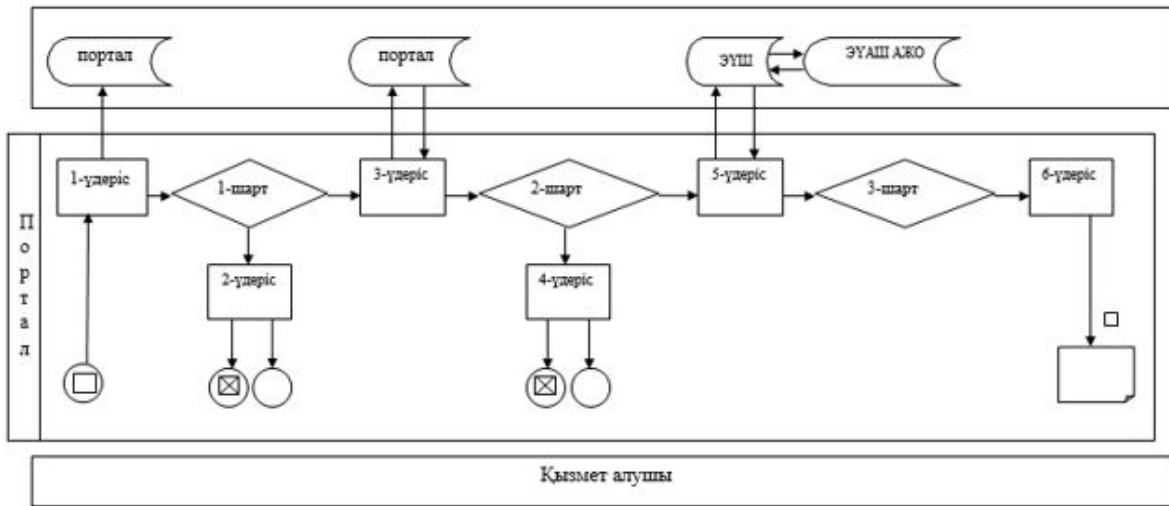 портал
портал
ЭҮШ
ЭҮАШ АЖО
1-үдеріс
1-шарт
3-үдеріс
2-шарт
5-үдеріс
3-шарт
6-үдеріс
Портал
2-үдеріс
4-үдеріс
Қызмет алушы